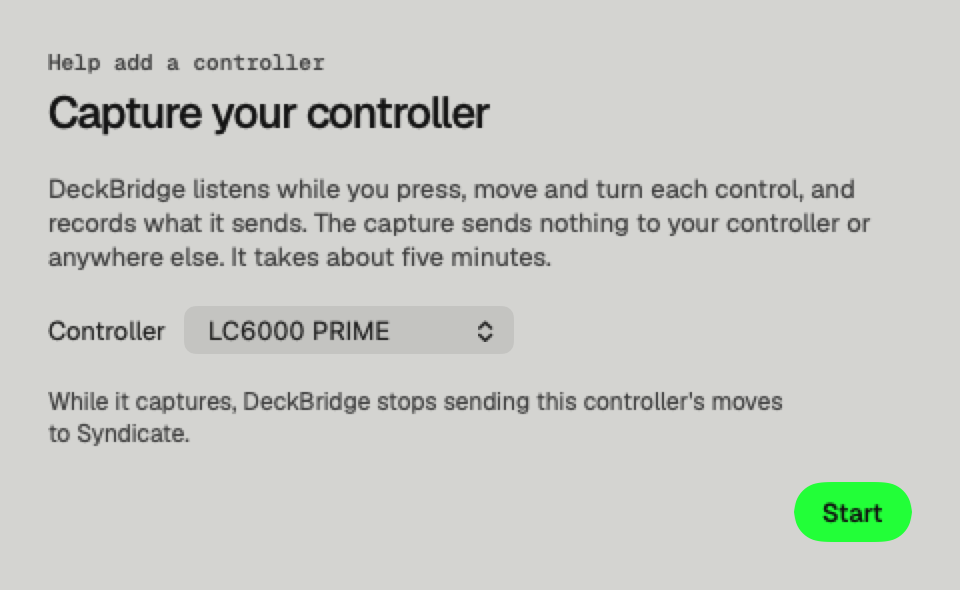 Help add a controller
Capture your controller
DeckBridge listens while you press, move and turn each control, and
records what it sends. The capture sends nothing to your controller or
anywhere else. It takes about five minutes.
Controller LC6000 PRIME
While it captures, DeckBridge stops sending this controller's moves
to Syndicate.
Start